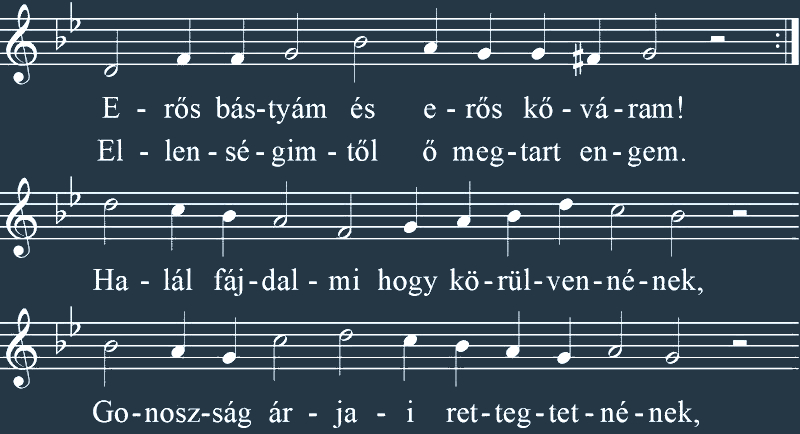 E - rős bás-tyám és e - rős kő - vá - ram!
El - len - sé - gim - től ő meg - tart en - gem.
Ha - lál fáj - dal - mi hogy kö - rül - ven - né - nek,
Go - nosz - ság ár - ja - i ret - teg - tet - né - nek,